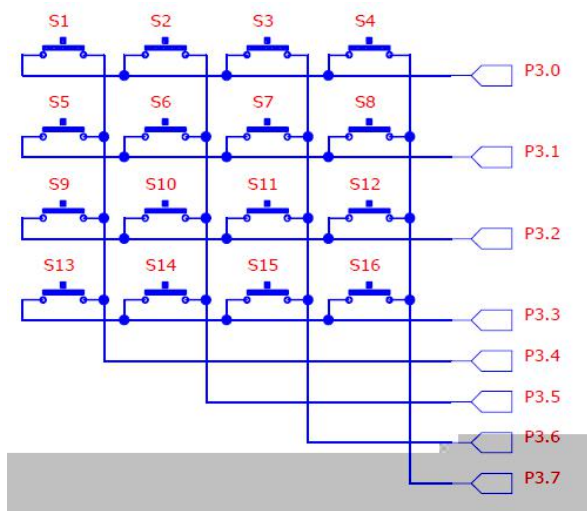 S1 S2 S3 S4
P3.0
S5 S6 S7 S8
P3.1
S9 S10 S11 S12
P3.2
S13 S14 S15 S16
P3.3
P3.4
P3.5
P3.6
P3.7